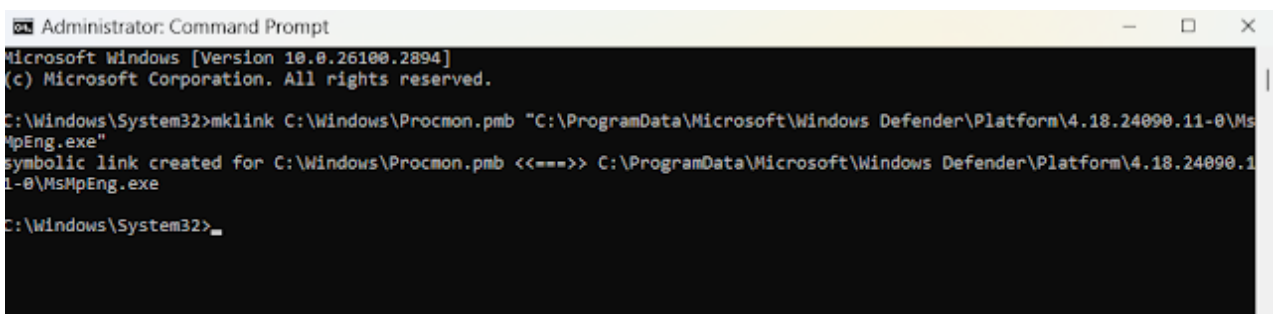 Administrator: Command Prompt
Microsoft Windows [Version 10.0.26100.2894]
(c) Microsoft Corporation. All rights reserved.
C:\Windows\System32>mklink C:\Windows\Procmon.pmb "C:\ProgramData\Microsoft\Windows Defender\Platform\4.18.24090.11-0\Ms
MpEng.exe"
symbolic link created for C:\Windows\Procmon.pmb <<===>> C:\ProgramData\Microsoft\Windows Defender\Platform\4.18.24090.1
1-0\MsMpEng.exe
C:\Windows\System32>